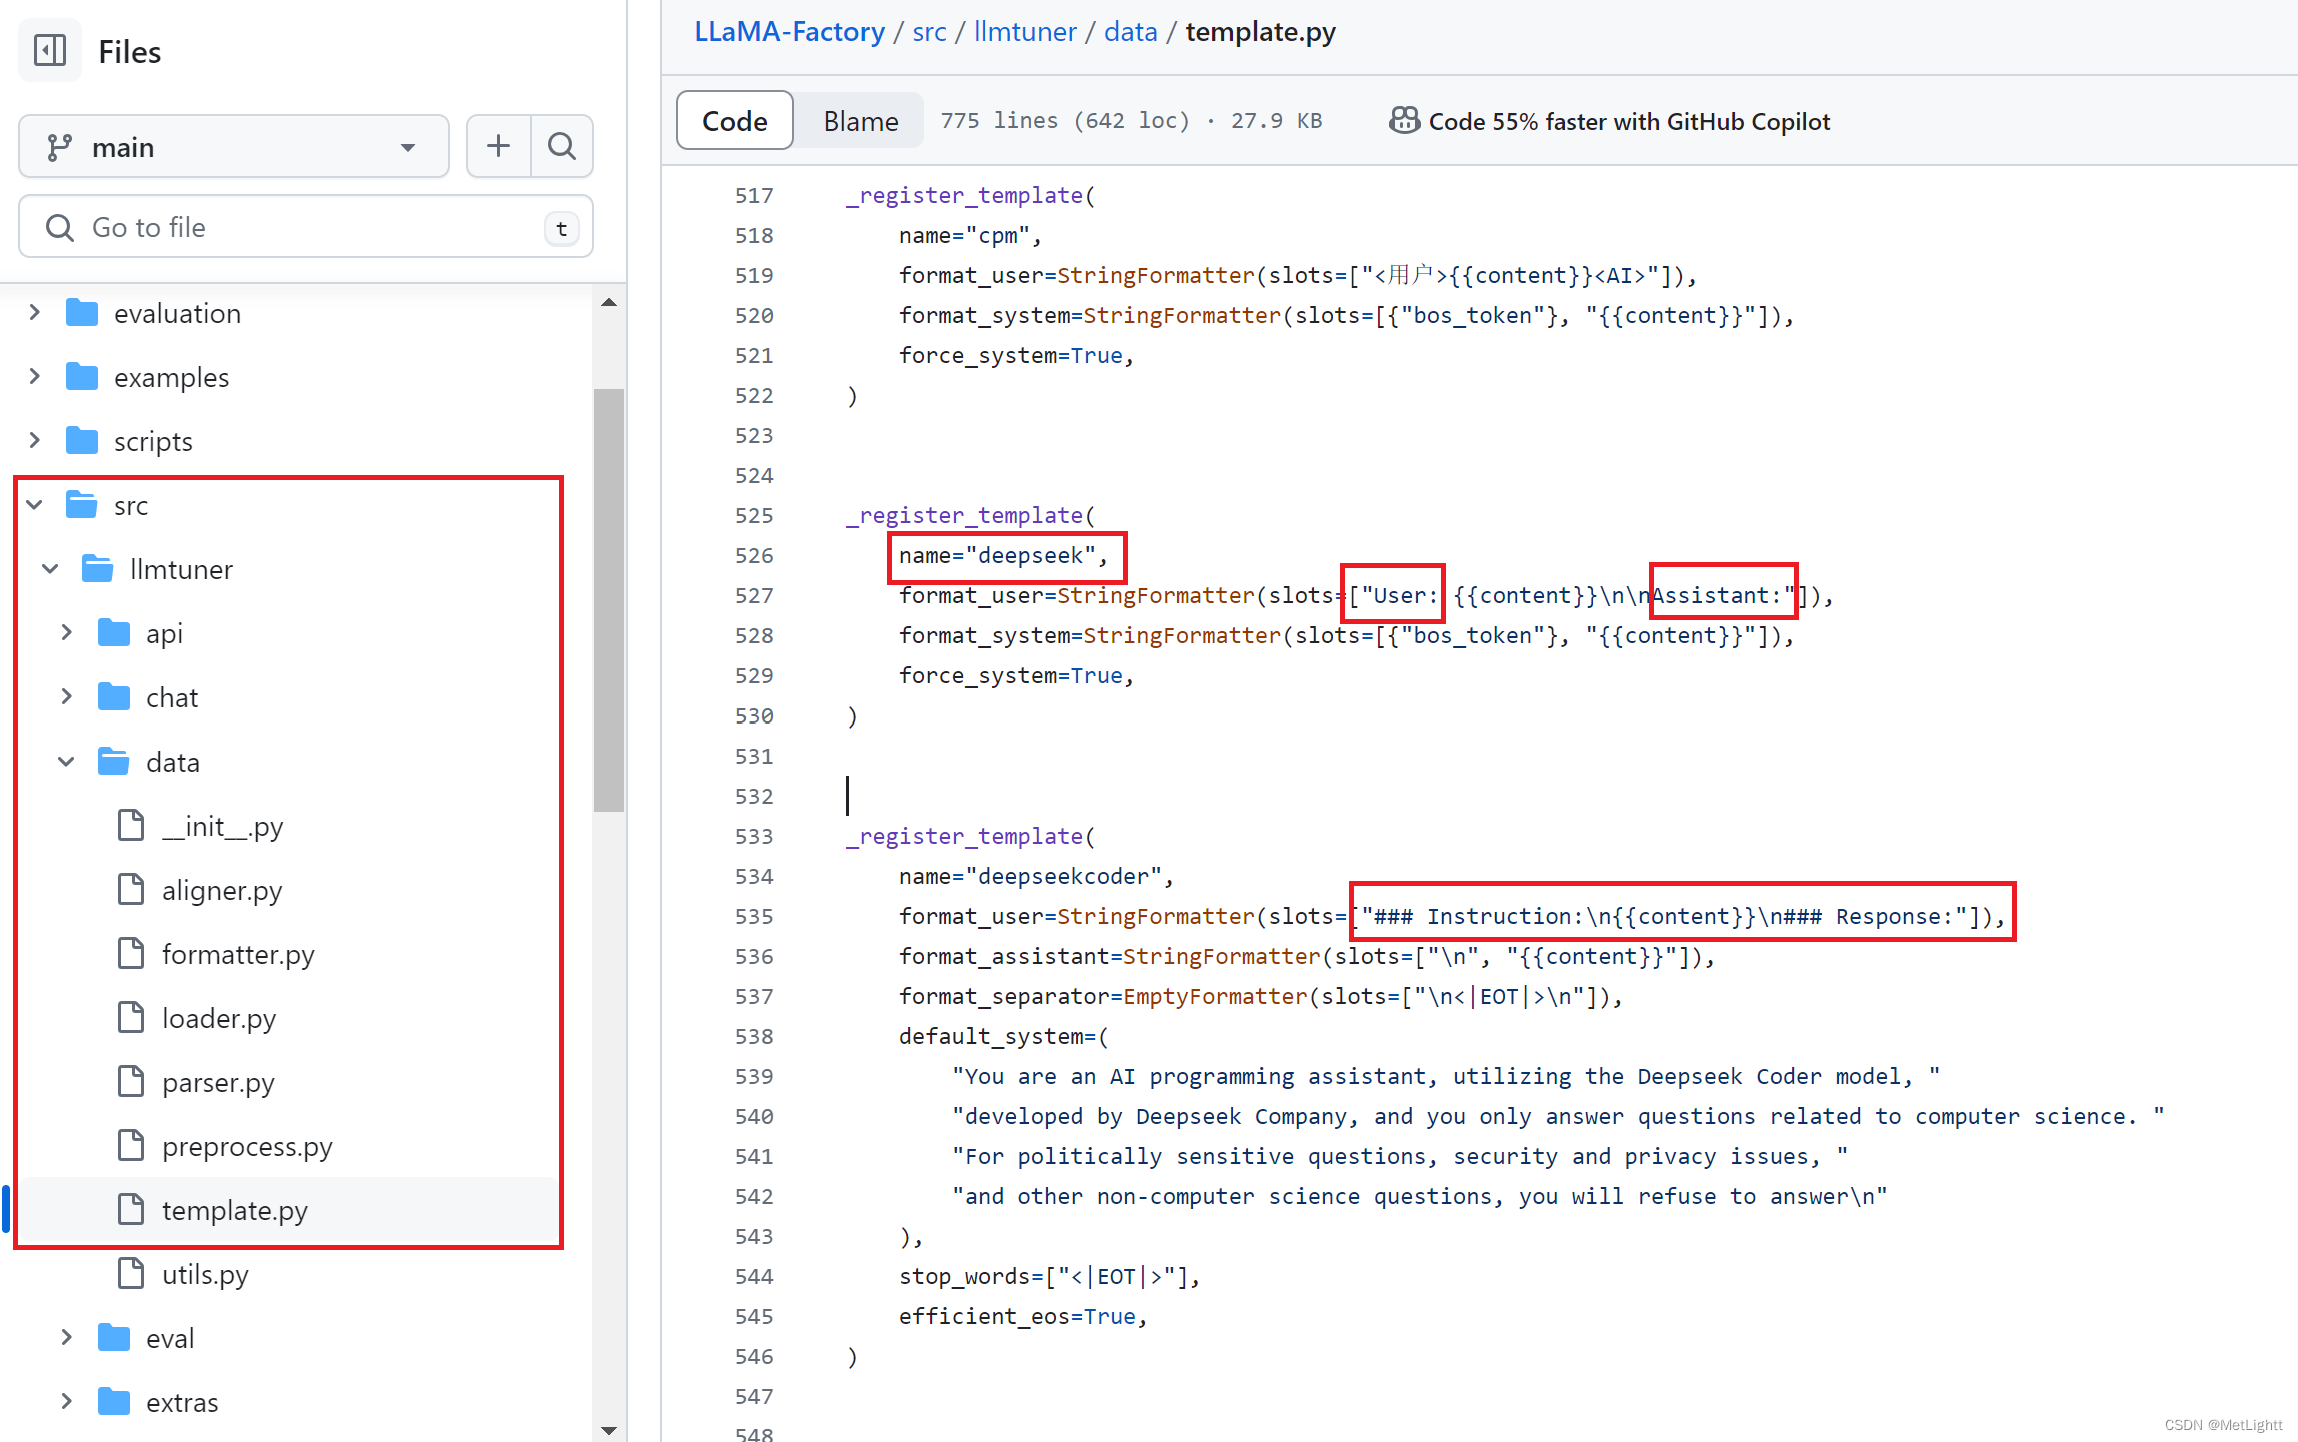 Files
main
Go to file
t
evaluation
examples
scripts
src
llmtuner
api
chat
data
__init__.py
aligner.py
formatter.py
loader.py
parser.py
preprocess.py
template.py
utils.py
eval
extras
LLaMA-Factory / src / llmtuner / data / template.py
Code Blame 775 lines (642 loc) · 27.9 KB Code 55% faster with GitHub Copilot
517 _register_template(
518     name="cpm",
519     format_user=StringFormatter(slots=["<用户>{{content}}<AI>"]),
520     format_system=StringFormatter(slots=[{"bos_token"}, "{{content}}"]),
521     force_system=True,
522 )
523
524
525 _register_template(
526     name="deepseek",
527     format_user=StringFormatter(slots=["User: {{content}}\n\nAssistant:"]),
528     format_system=StringFormatter(slots=[{"bos_token"}, "{{content}}"]),
529     force_system=True,
530 )
531
532
533 _register_template(
534     name="deepseekcoder",
535     format_user=StringFormatter(slots=["### Instruction:\n{{content}}\n### Response:"]),
536     format_assistant=StringFormatter(slots=["\n", "{{content}}"]),
537     format_separator=EmptyFormatter(slots=["\n<|EOT|>\n"]),
538     default_system=(
539         "You are an AI programming assistant, utilizing the Deepseek Coder model, "
540         "developed by Deepseek Company, and you only answer questions related to computer science. "
541         "For politically sensitive questions, security and privacy issues, "
542         "and other non-computer science questions, you will refuse to answer\n"
543     ),
544     stop_words=["<|EOT|>"],
545     efficient_eos=True,
546 )
547
548
CSDN @MetLightt